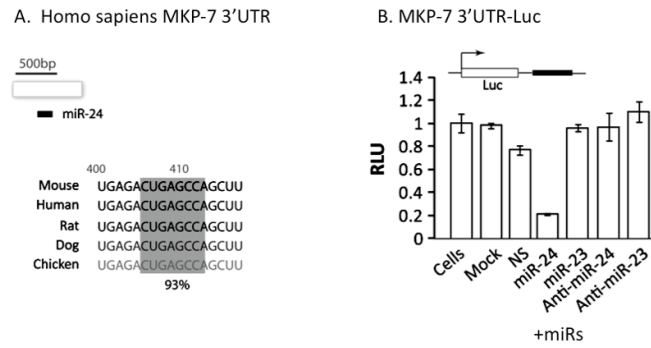 A. Homo sapiens MKP-7 3’UTR
500bp
miR-24
400 410
Mouse UGAGACUGAGCCAGCUU
Human UGAGACUGAGCCAGCUU
Rat UGAGACUGAGCCAGCUU
Dog UGAGACUGAGCCAGCUU
Chicken UGAGACUGAGCCAGCUU
93%
B. MKP-7 3’UTR-Luc
Luc
RLU
1.4
1.2
1
0.8
0.6
0.4
0.2
0
Cells
Mock
NS
miR-24
miR-23
Anti-miR-24
Anti-miR-23
+miRs